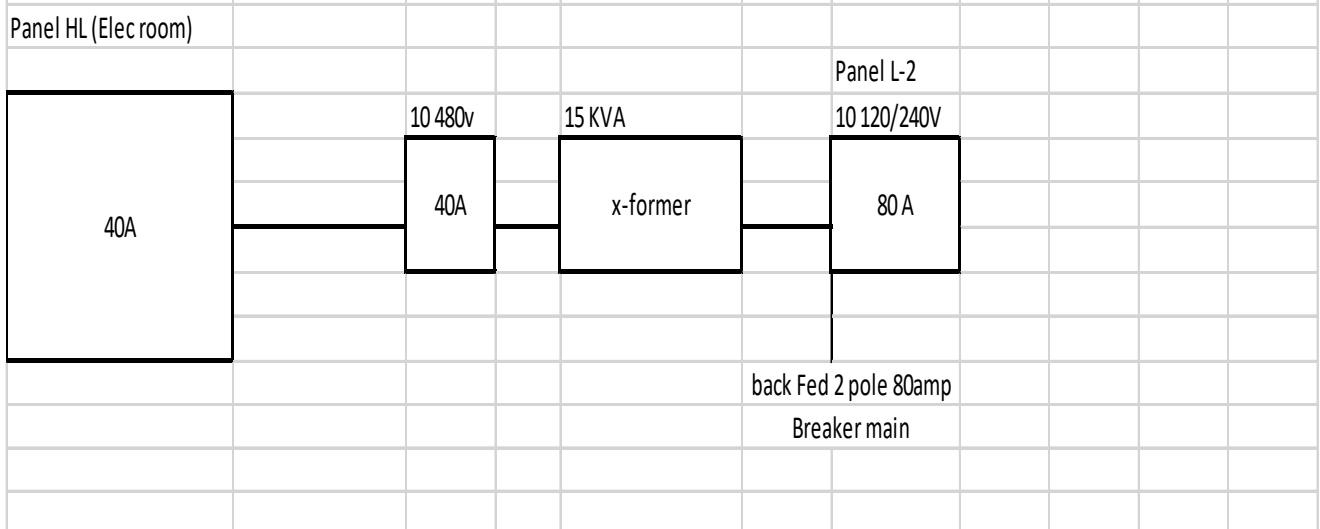 Panel HL (Elec room)
Panel L-2
10 480v
15 KVA
10 120/240V
40A
40A
x-former
80 A
back Fed 2 pole 80amp
Breaker main